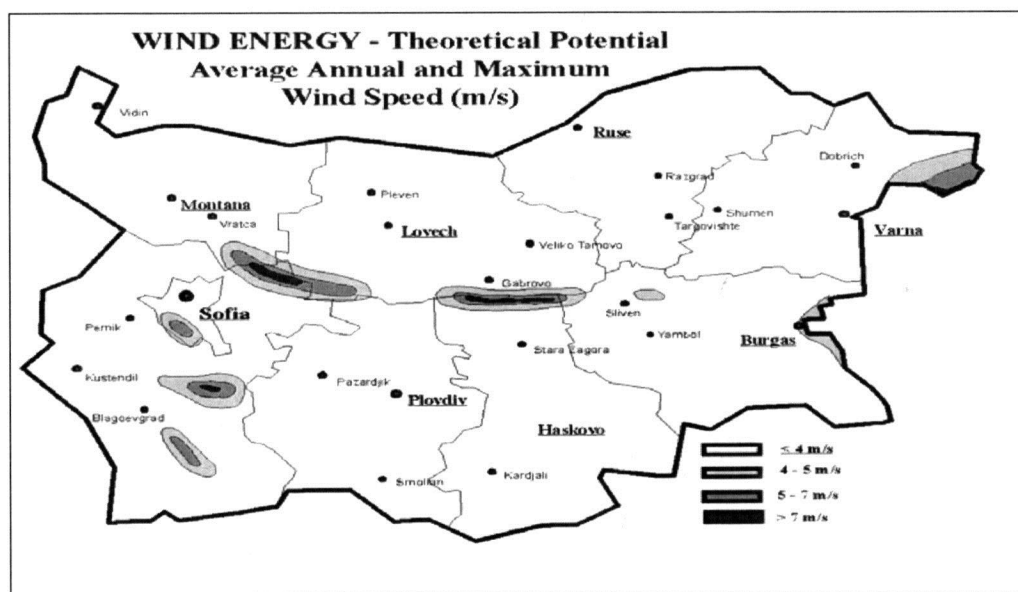 WIND ENERGY - Theoretical Potential
Average Annual and Maximum
Wind Speed (m/s)
Vidin
Ruse
Dobrich
Razgrad
Montana
Pleven
Vratca
Lovech
Shumen
Targovishte
Varna
Veliko Tarnovo
Gabrovo
Sofia
Pernik
Sliven
Yambol
Burgas
Stara Zagora
Kustendil
Pazardjik
Plovdiv
Blagoevgrad
Haskovo
Smolian
Kardjali
≤ 4 m/s
4 - 5 m/s
5 - 7 m/s
> 7 m/s